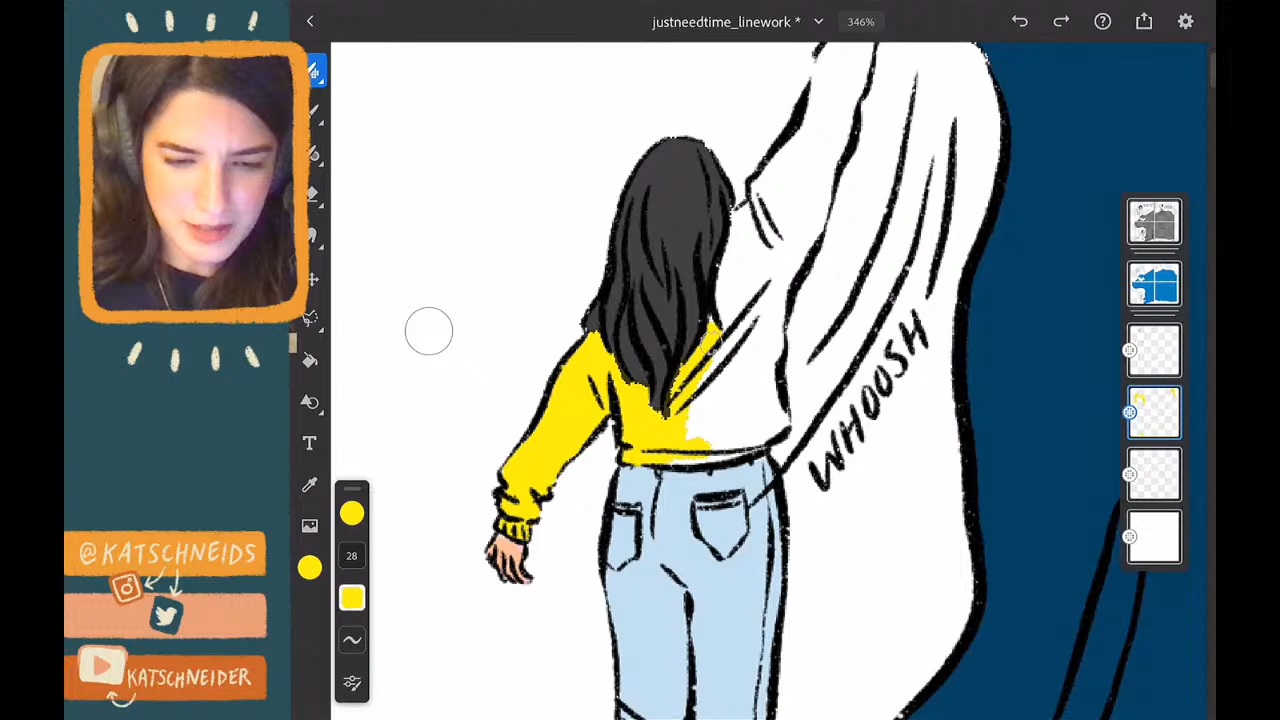 justneedtime_linework *
346%
T
28
WHOOSH
@KATSCHNEIDS
KATSCHNEIDER